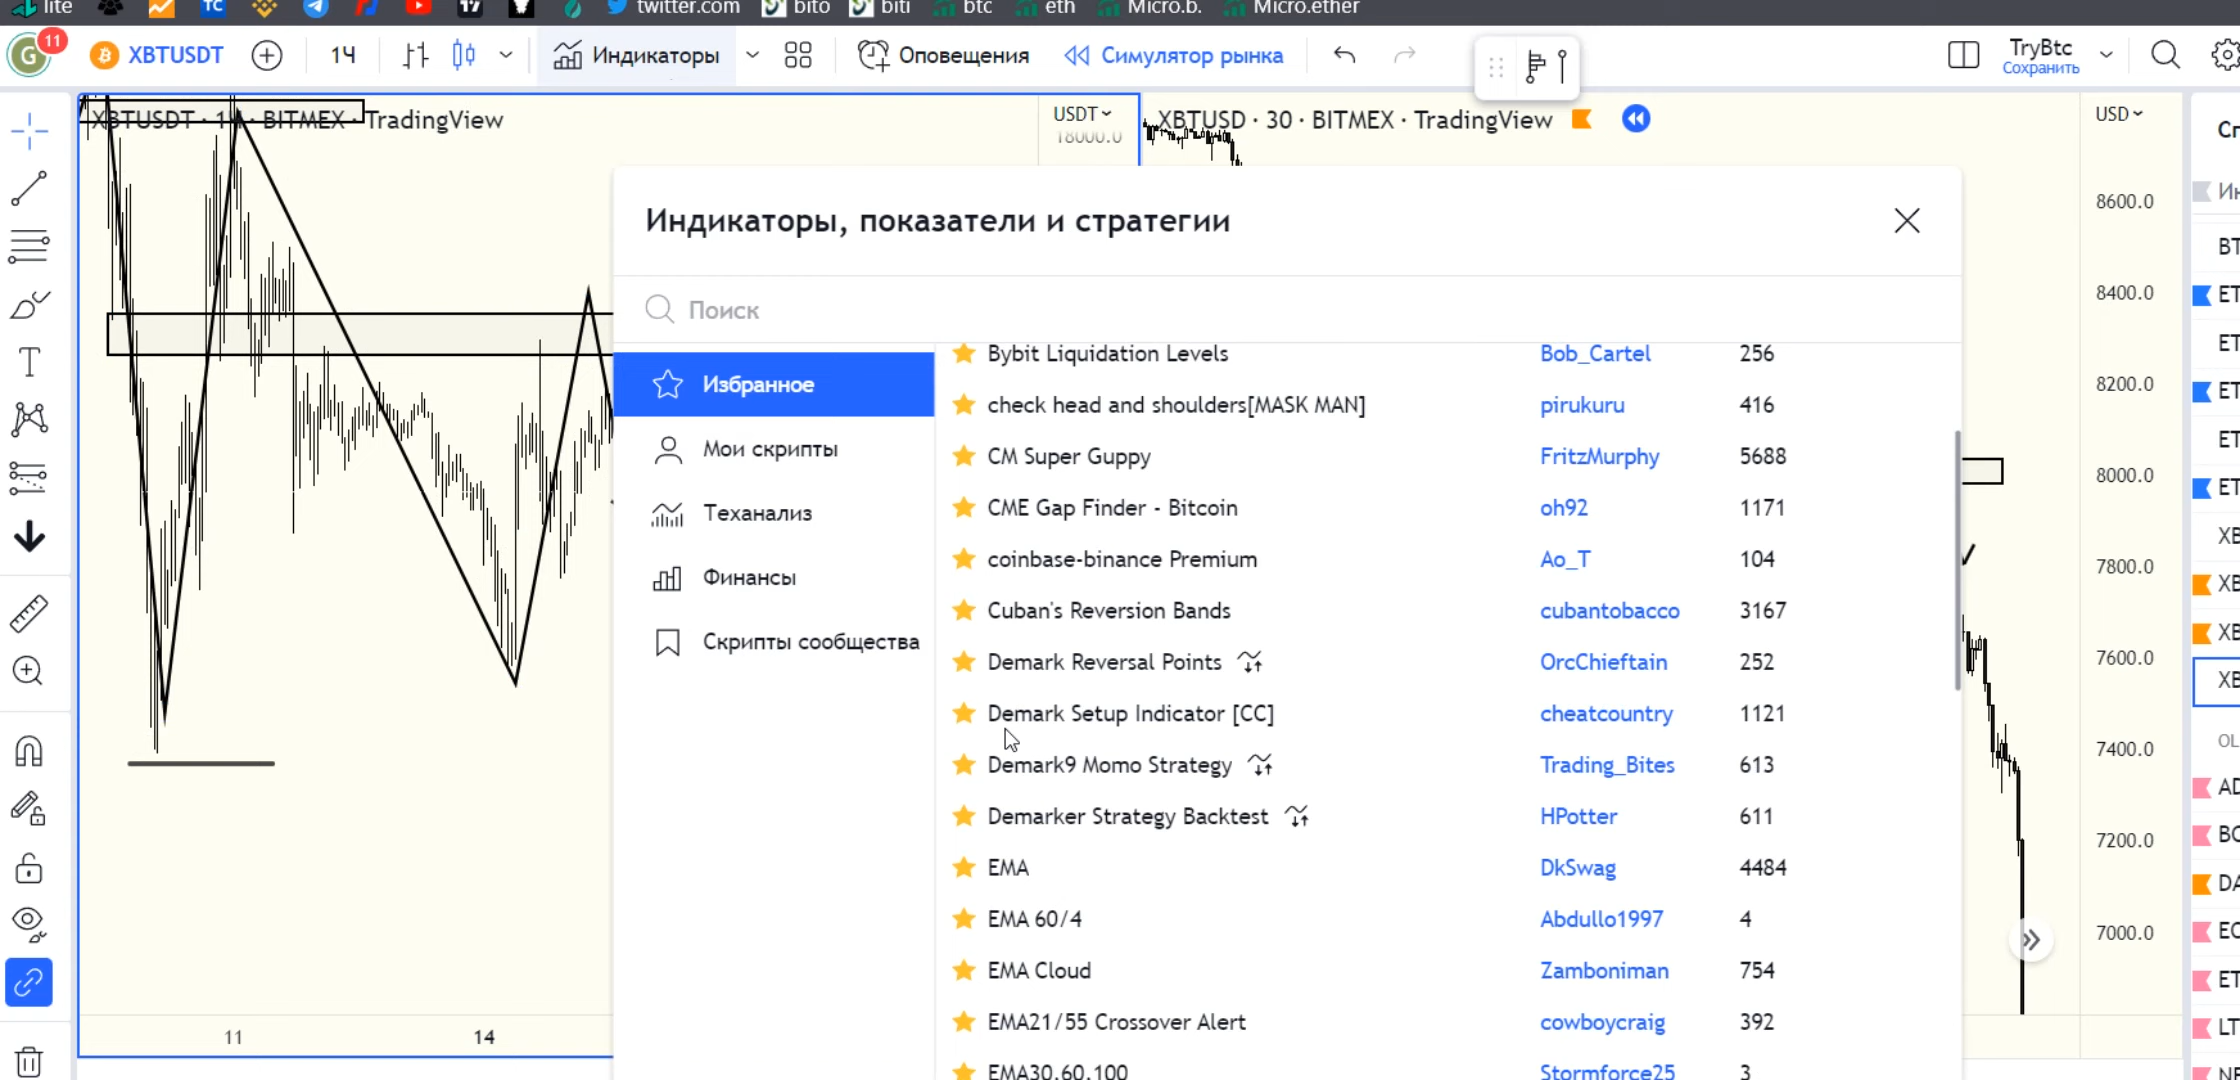 lite
TC
17
twitter.com
bito
biti
btc
eth
Micro.b.
Micro.ether
G
11
XBTUSDT
1Ч
Индикаторы
Оповещения
Симулятор рынка
TryBtc
Сохранить
XBTUSDT · 1Ч · BITMEX · TradingView
USDT
18000.0
XBTUSD · 30 · BITMEX · TradingView
USD
8600.0
8400.0
8200.0
8000.0
7800.0
7600.0
7400.0
7200.0
7000.0
11
14
Индикаторы, показатели и стратегии
Поиск
Избранное
Мои скрипты
Теханализ
Финансы
Скрипты сообщества
Bybit Liquidation Levels Bob_Cartel 256
check head and shoulders[MASK MAN] pirukuru 416
CM Super Guppy FritzMurphy 5688
CME Gap Finder - Bitcoin oh92 1171
coinbase-binance Premium Ao_T 104
Cuban's Reversion Bands cubantobacco 3167
Demark Reversal Points OrcChieftain 252
Demark Setup Indicator [CC] cheatcountry 1121
Demark9 Momo Strategy Trading_Bites 613
Demarker Strategy Backtest HPotter 611
EMA DkSwag 4484
EMA 60/4 Abdullo1997 4
EMA Cloud Zamboniman 754
EMA21/55 Crossover Alert cowboycraig 392
EMA30.60.100 Stormforce25 3